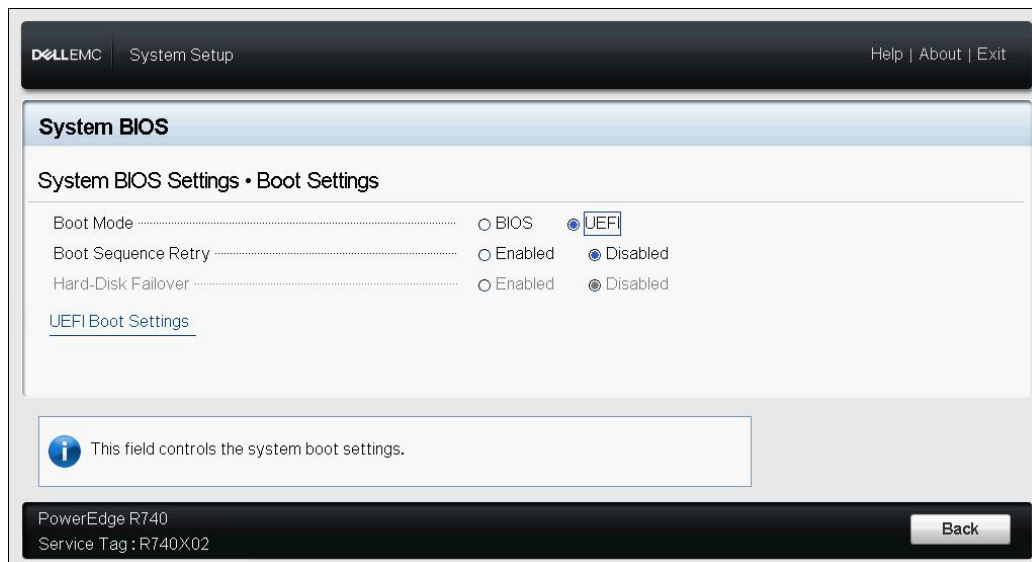 DELLEMC System Setup Help | About | Exit
System BIOS
System BIOS Settings • Boot Settings
Boot Mode BIOS UEFI
Boot Sequence Retry Enabled Disabled
Hard-Disk Failover Enabled Disabled
UEFI Boot Settings
This field controls the system boot settings.
PowerEdge R740
Service Tag : R740X02 Back